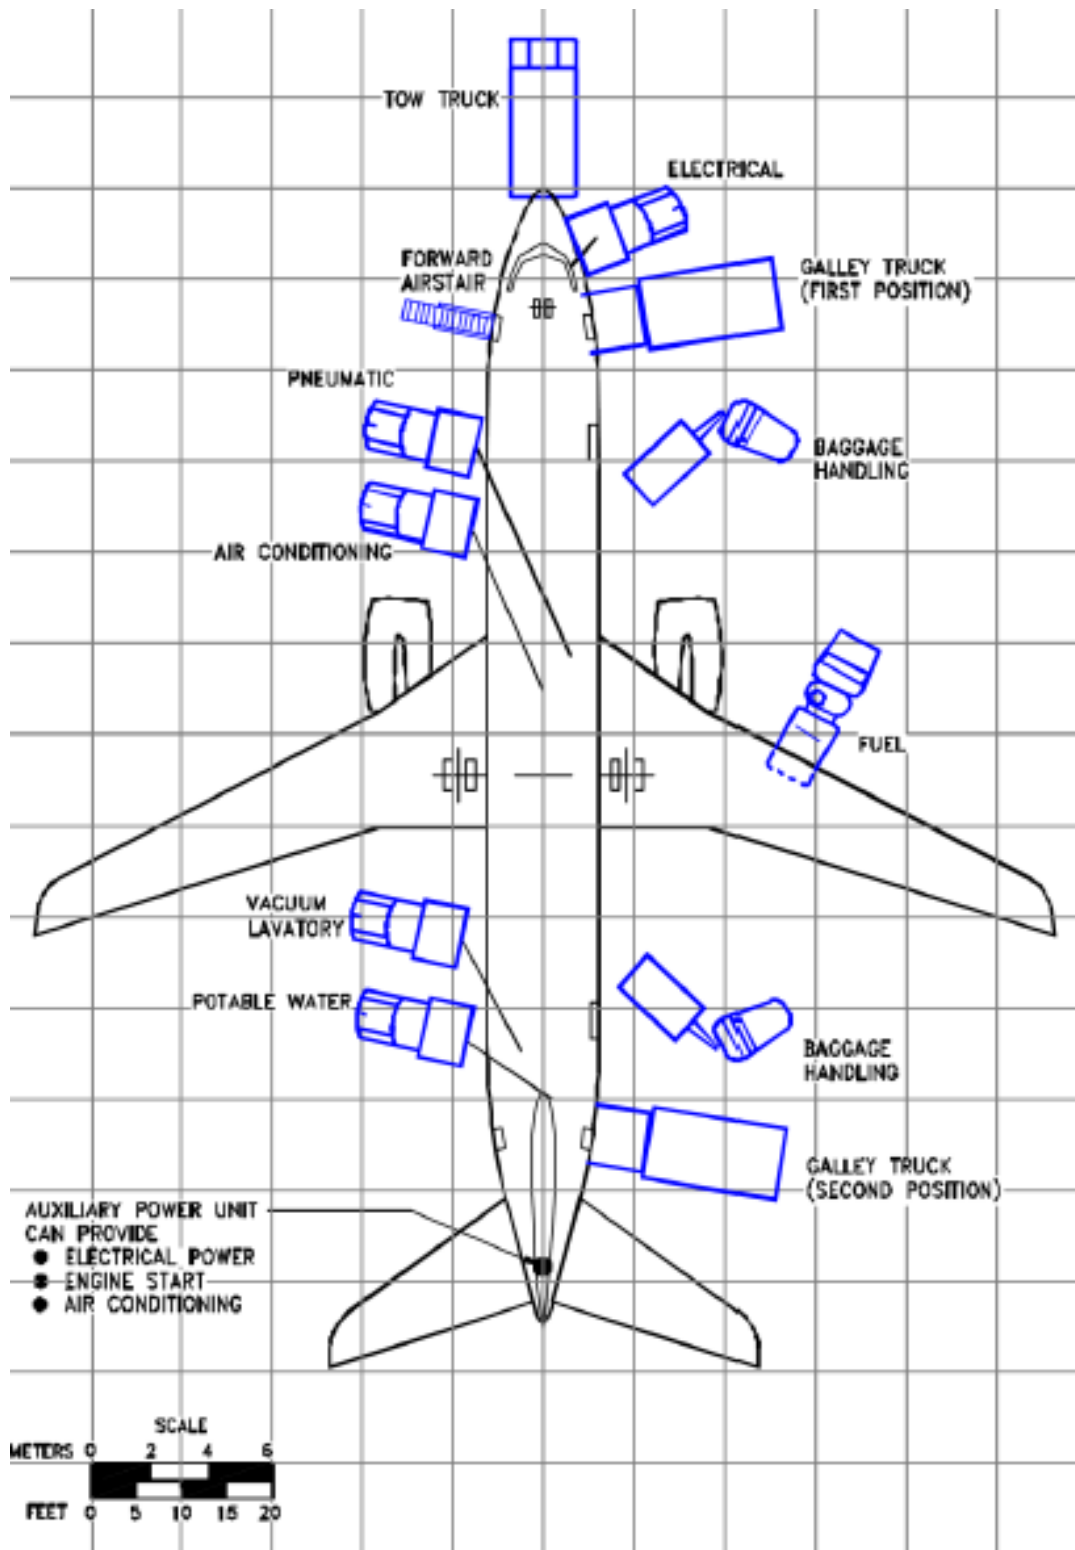 TOW TRUCK
ELECTRICAL
FORWARD
AIRSTAIR
GALLEY TRUCK
(FIRST POSITION)
PNEUMATIC
BAGGAGE
HANDLING
AIR CONDITIONING
FUEL
VACUUM
LAVATORY
POTABLE WATER
BAGGAGE
HANDLING
GALLEY TRUCK
(SECOND POSITION)
AUXILIARY POWER UNIT
CAN PROVIDE
● ELECTRICAL POWER
● ENGINE START
● AIR CONDITIONING
SCALE
METERS 0 2 4 6
FEET 0 5 10 15 20